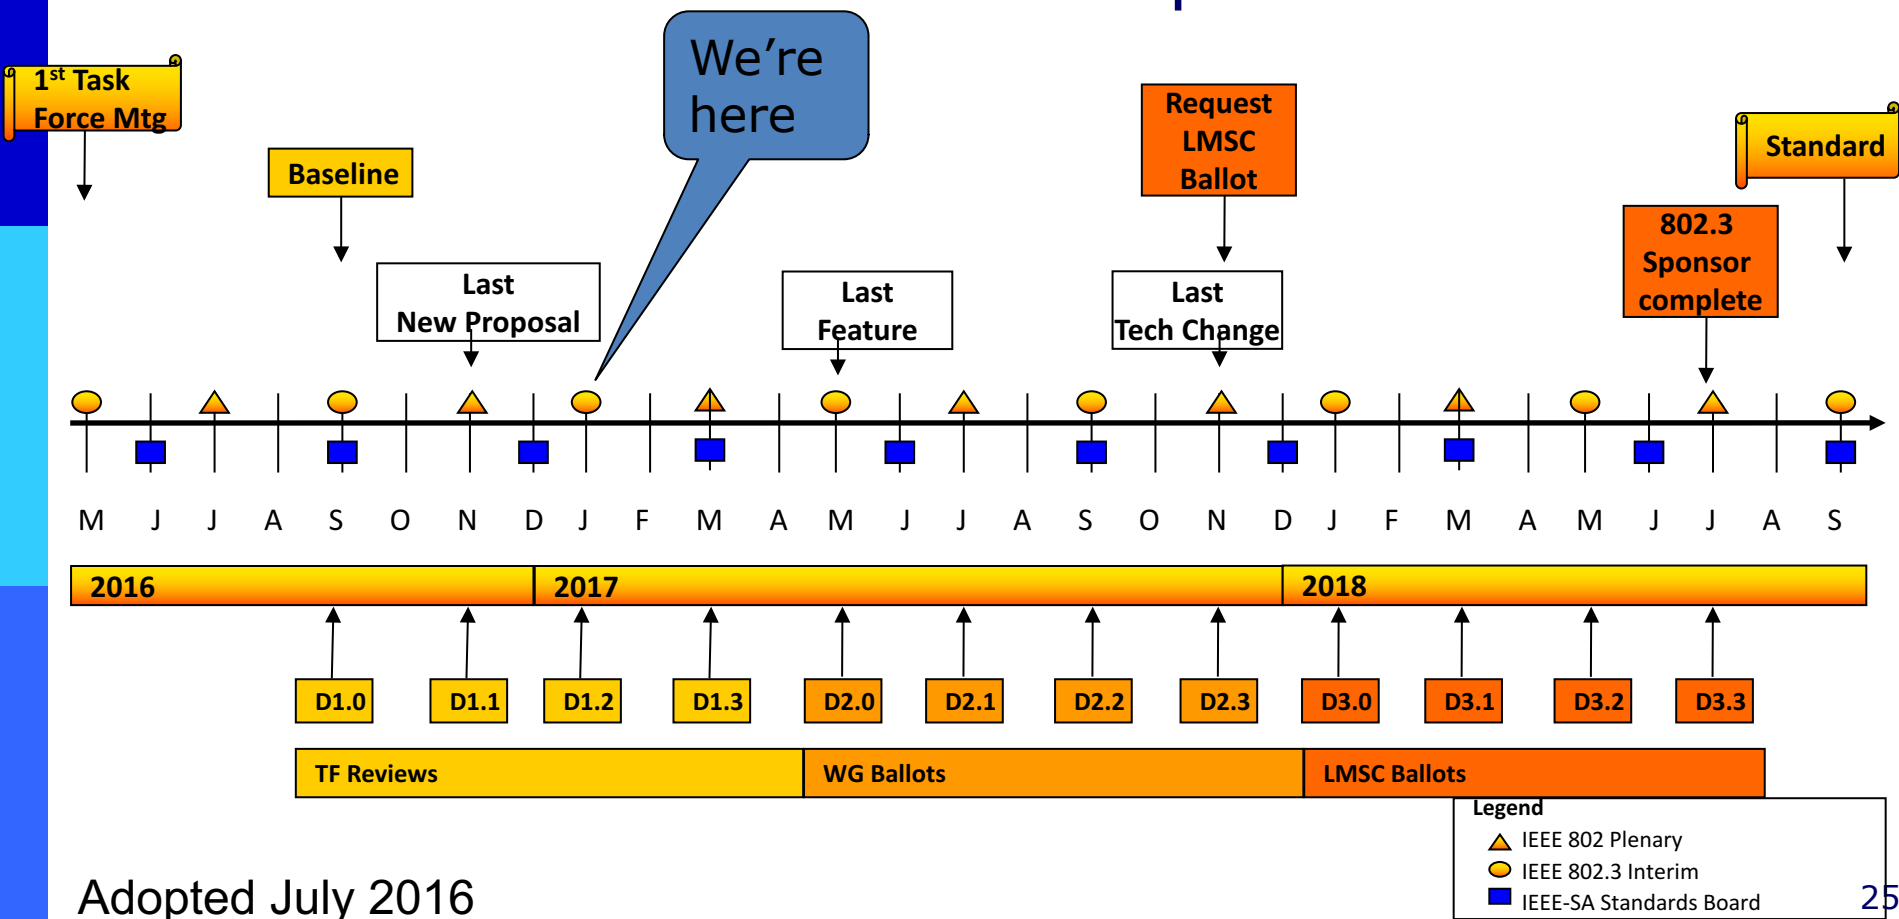 1st Task
Force Mtg
We're
here
Baseline
Request
LMSC
Ballot
Standard
802.3
Sponsor
complete
Last
New Proposal
Last
Feature
Last
Tech Change
M J J A S O N D J F M A M J J A S O N D J F M A M J J A S
2016 2017 2018
D1.0 D1.1 D1.2 D1.3 D2.0 D2.1 D2.2 D2.3 D3.0 D3.1 D3.2 D3.3
TF Reviews WG Ballots LMSC Ballots
Legend
IEEE 802 Plenary
IEEE 802.3 Interim
IEEE-SA Standards Board
Adopted July 2016
25